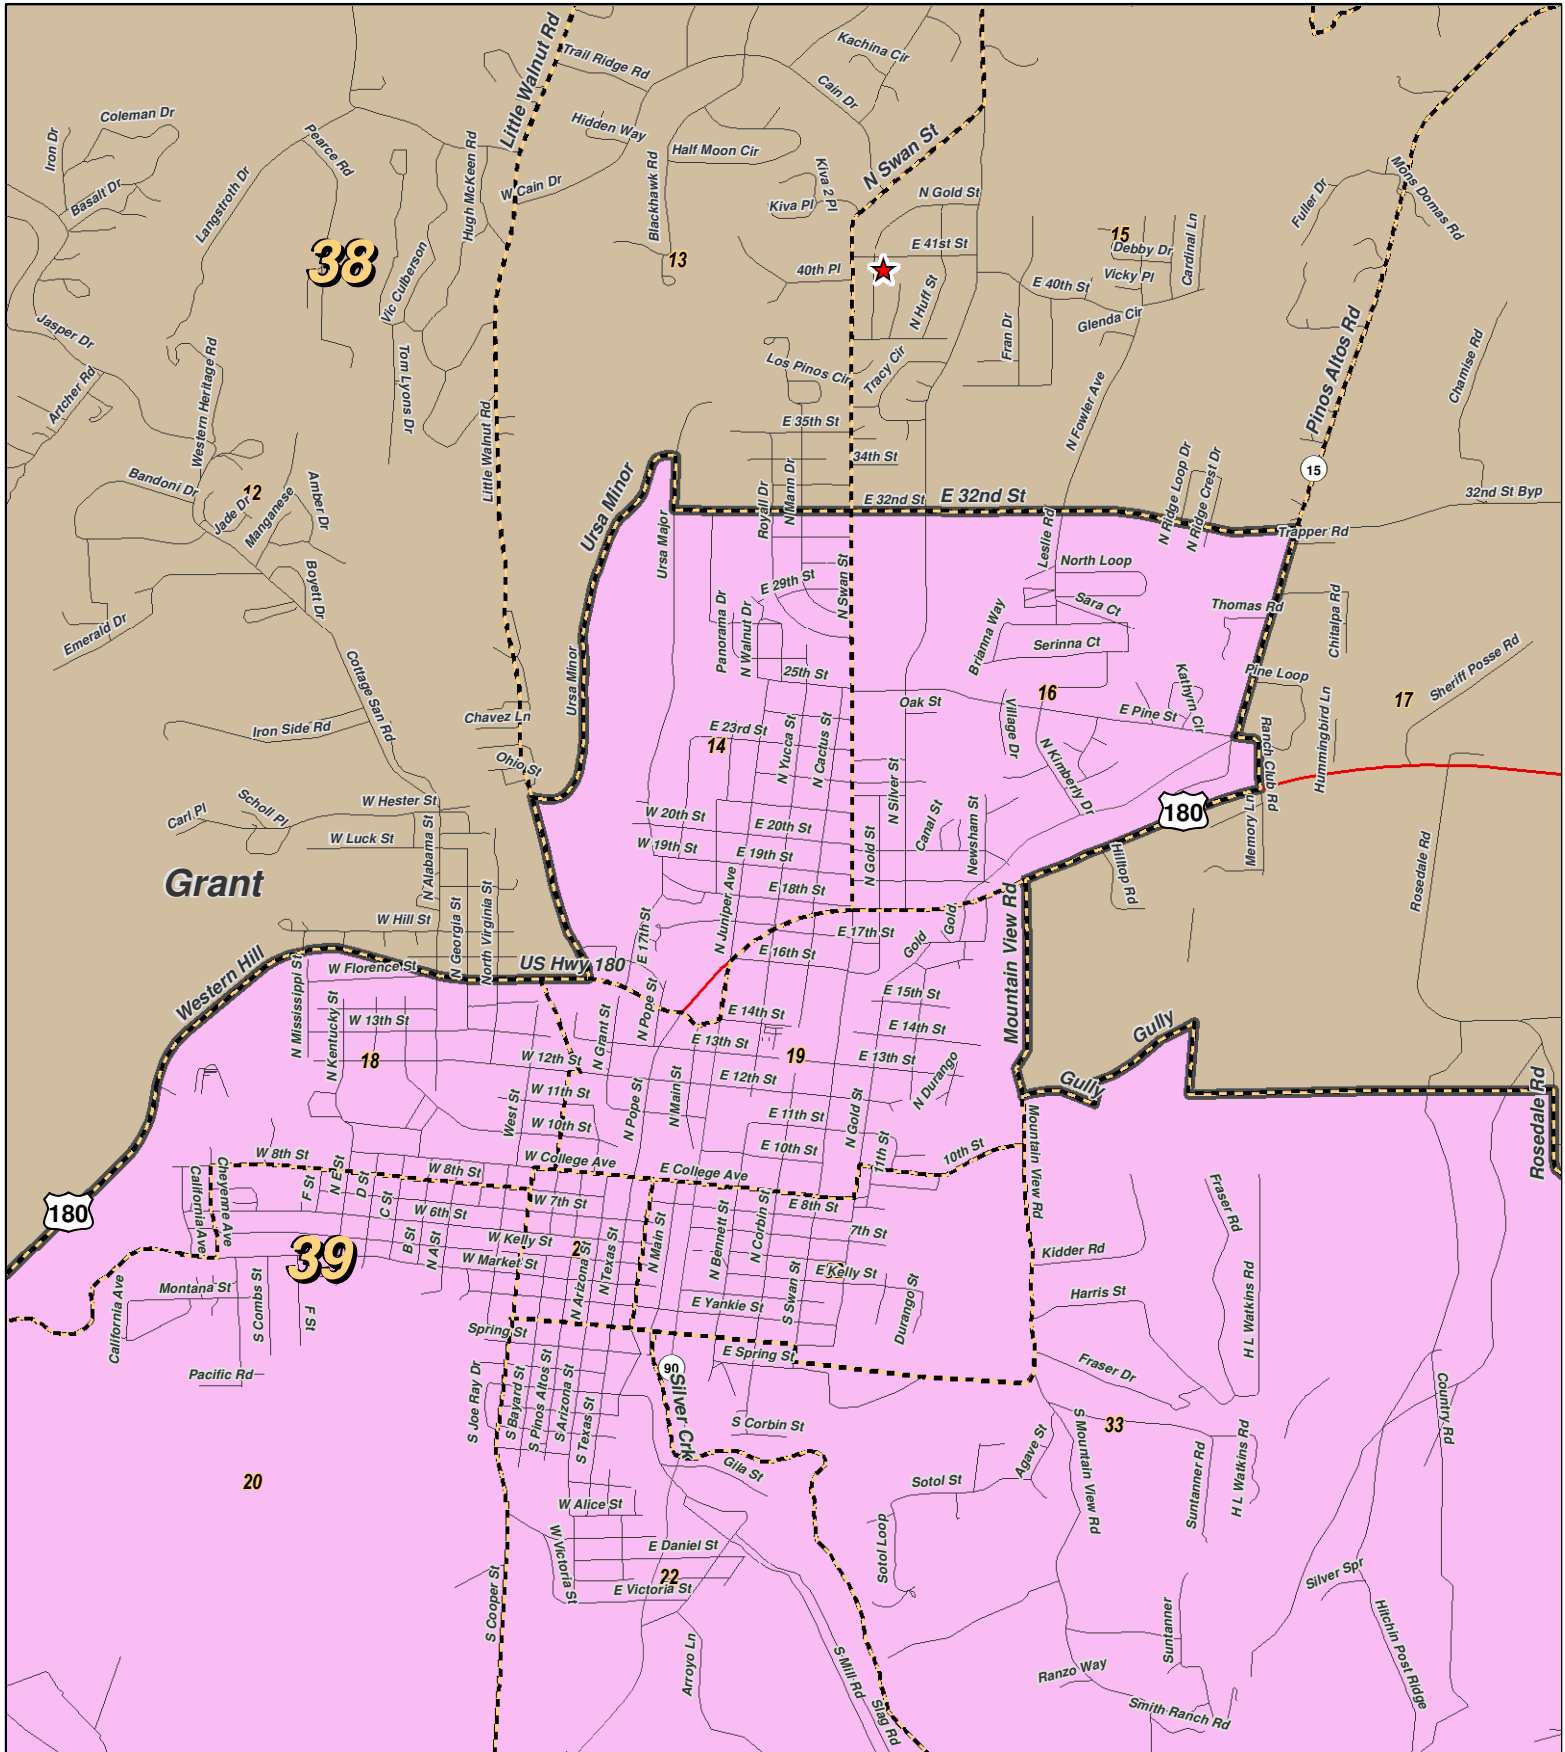 Little Walnut Rd
Trail Ridge Rd
Kachina Cir
Cain Dr
Coleman Dr
Iron Dr
Pearce Rd
Hidden Way
Half Moon Cir
N Swan St
Hugh McKeen Rd
Basalt Dr
Langstroth Dr
W Cain Dr
Blackhawk Rd
Kiva 2 Pl
Kiva Pl
N Gold St
Fuller Dr
Mons Domas Rd
38
Vic Culberson
13
E 41st St
40th Pl
15
Debby Dr
Cardinal Ln
Vicky Pl
E 40th St
N Huff St
Glenda Cir
Fran Dr
Jasper Dr
Artcher Rd
Western Heritage Rd
Tom Lyons Dr
Los Pinos Cir
Tracy Cir
Pinos Altos Rd
Chamise Rd
N Fowler Ave
Little Walnut Rd
E 35th St
34th St
15
Bandoni Dr
12
Jade Dr
Manganese
Amber Dr
Ursa Minor
Royall Dr
N Mann Dr
E 32nd St
E 32nd St
N Ridge Loop Dr
N Ridge Crest Dr
32nd St Byp
Trapper Rd
Ursa Major
Leslie Rd
North Loop
Boyett Dr
E 29th St
N Swan St
Sara Ct
Thomas Rd
Chitalpa Rd
Emerald Dr
Panorama Dr
N Walnut Dr
Brianna Way
Serinna Ct
Cottage San Rd
Ursa Minor
25th St
16
Kathyrn Cir
Pine Loop
17
Sheriff Posse Rd
Chavez Ln
Iron Side Rd
Oak St
Village Dr
E Pine St
Hummingbird Ln
E 23rd St
14
N Yucca St
N Cactus St
N Kimberly Dr
Ranch Club Rd
Ohio St
N Silver St
Carl Pl
Scholl Pl
W Hester St
W Luck St
N Alabama St
W 20th St
E 20th St
W 19th St
E 19th St
N Gold St
Canal St
Newsham St
180
Memory Ln
Hilltop Rd
Rosedale Rd
Grant
E 18th St
N Juniper Ave
W Hill St
N Georgia St
North Virginia St
E 17th St
E 17th St
Gold
Gold
Mountain View Rd
Western Hill
E 16th St
US Hwy 180
W Florence St
N Mississippi St
N Kentucky St
E 15th St
N Grant St
N Pope St
E 14th St
E 14th St
W 13th St
E 13th St
E 13th St
18
19
W 12th St
E 12th St
N Durango
Gully
Gully
W 11th St
N Main St
N Pope St
West St
W 10th St
E 11th St
N Gold St
E 10th St
11th St
10th St
Mountain View Rd
Rosedale Rd
W 8th St
W College Ave
E College Ave
W 8th St
California Ave
Cheyenne Ave
F St
N E St
D St
C St
B St
N A St
W 7th St
E 8th St
W 6th St
7th St
180
39
W Kelly St
W Market St
N Arizona St
N Texas St
N Main St
N Bennett St
N Corbin St
E Kelly St
Fraser Rd
Kidder Rd
Montana St
California Ave
S Combs St
F St
E Yankie St
S Swan St
Durango St
Harris St
H L Watkins Rd
Spring St
E Spring St
90
Pacific Rd
S Joe Ray Dr
S Bayard St
S Pinos Altos St
S Arizona St
S Texas St
Silver Crk
Fraser Dr
S Corbin St
Country Rd
33
S Mountain View Rd
Agave St
Suntanner Rd
H L Watkins Rd
20
Gila St
Sotol St
Sotol Loop
W Alice St
W Victoria St
E Daniel St
22
E Victoria St
S Cooper St
Silver Spr
Suntanner
Hitchin Post Ridge
Arroyo Ln
S Mill Rd
Slag Rd
Ranzo Way
Smith Ranch Rd